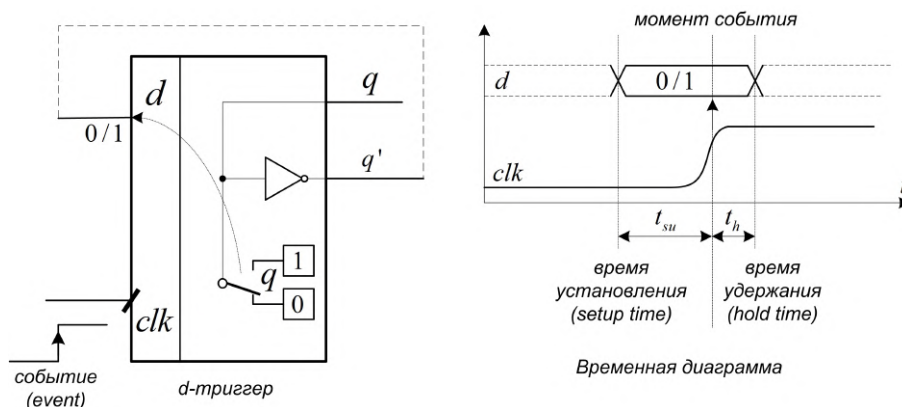 d
q
0/1
q'
1
q
0
clk
событие
(event)
d-триггер
момент события
d
0/1
clk
t
t_su
t_h
время
установления
(setup time)
время
удержания
(hold time)
Временная диаграмма